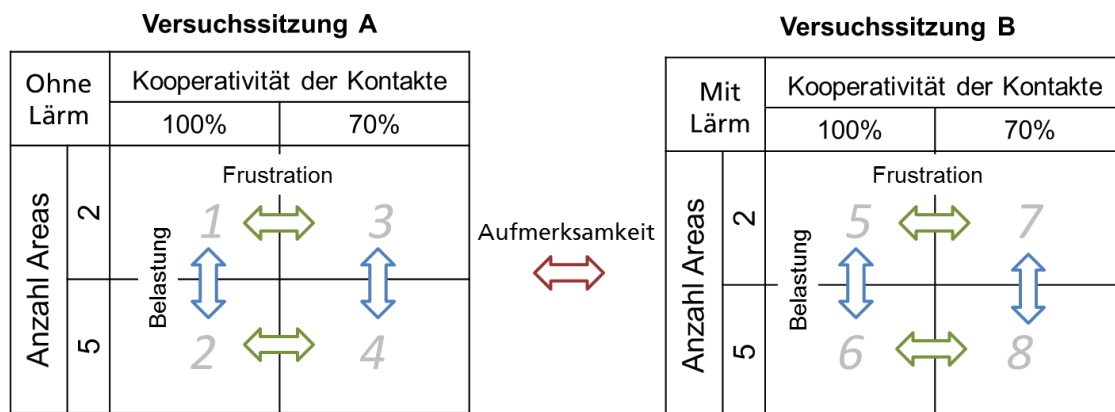 Versuchssitzung A
Ohne Lärm
Kooperativität der Kontakte
100%
70%
Anzahl Areas
2
5
Frustration
Belastung
1
3
2
4
Aufmerksamkeit
Versuchssitzung B
Mit Lärm
Kooperativität der Kontakte
100%
70%
Anzahl Areas
2
5
Frustration
Belastung
5
7
6
8